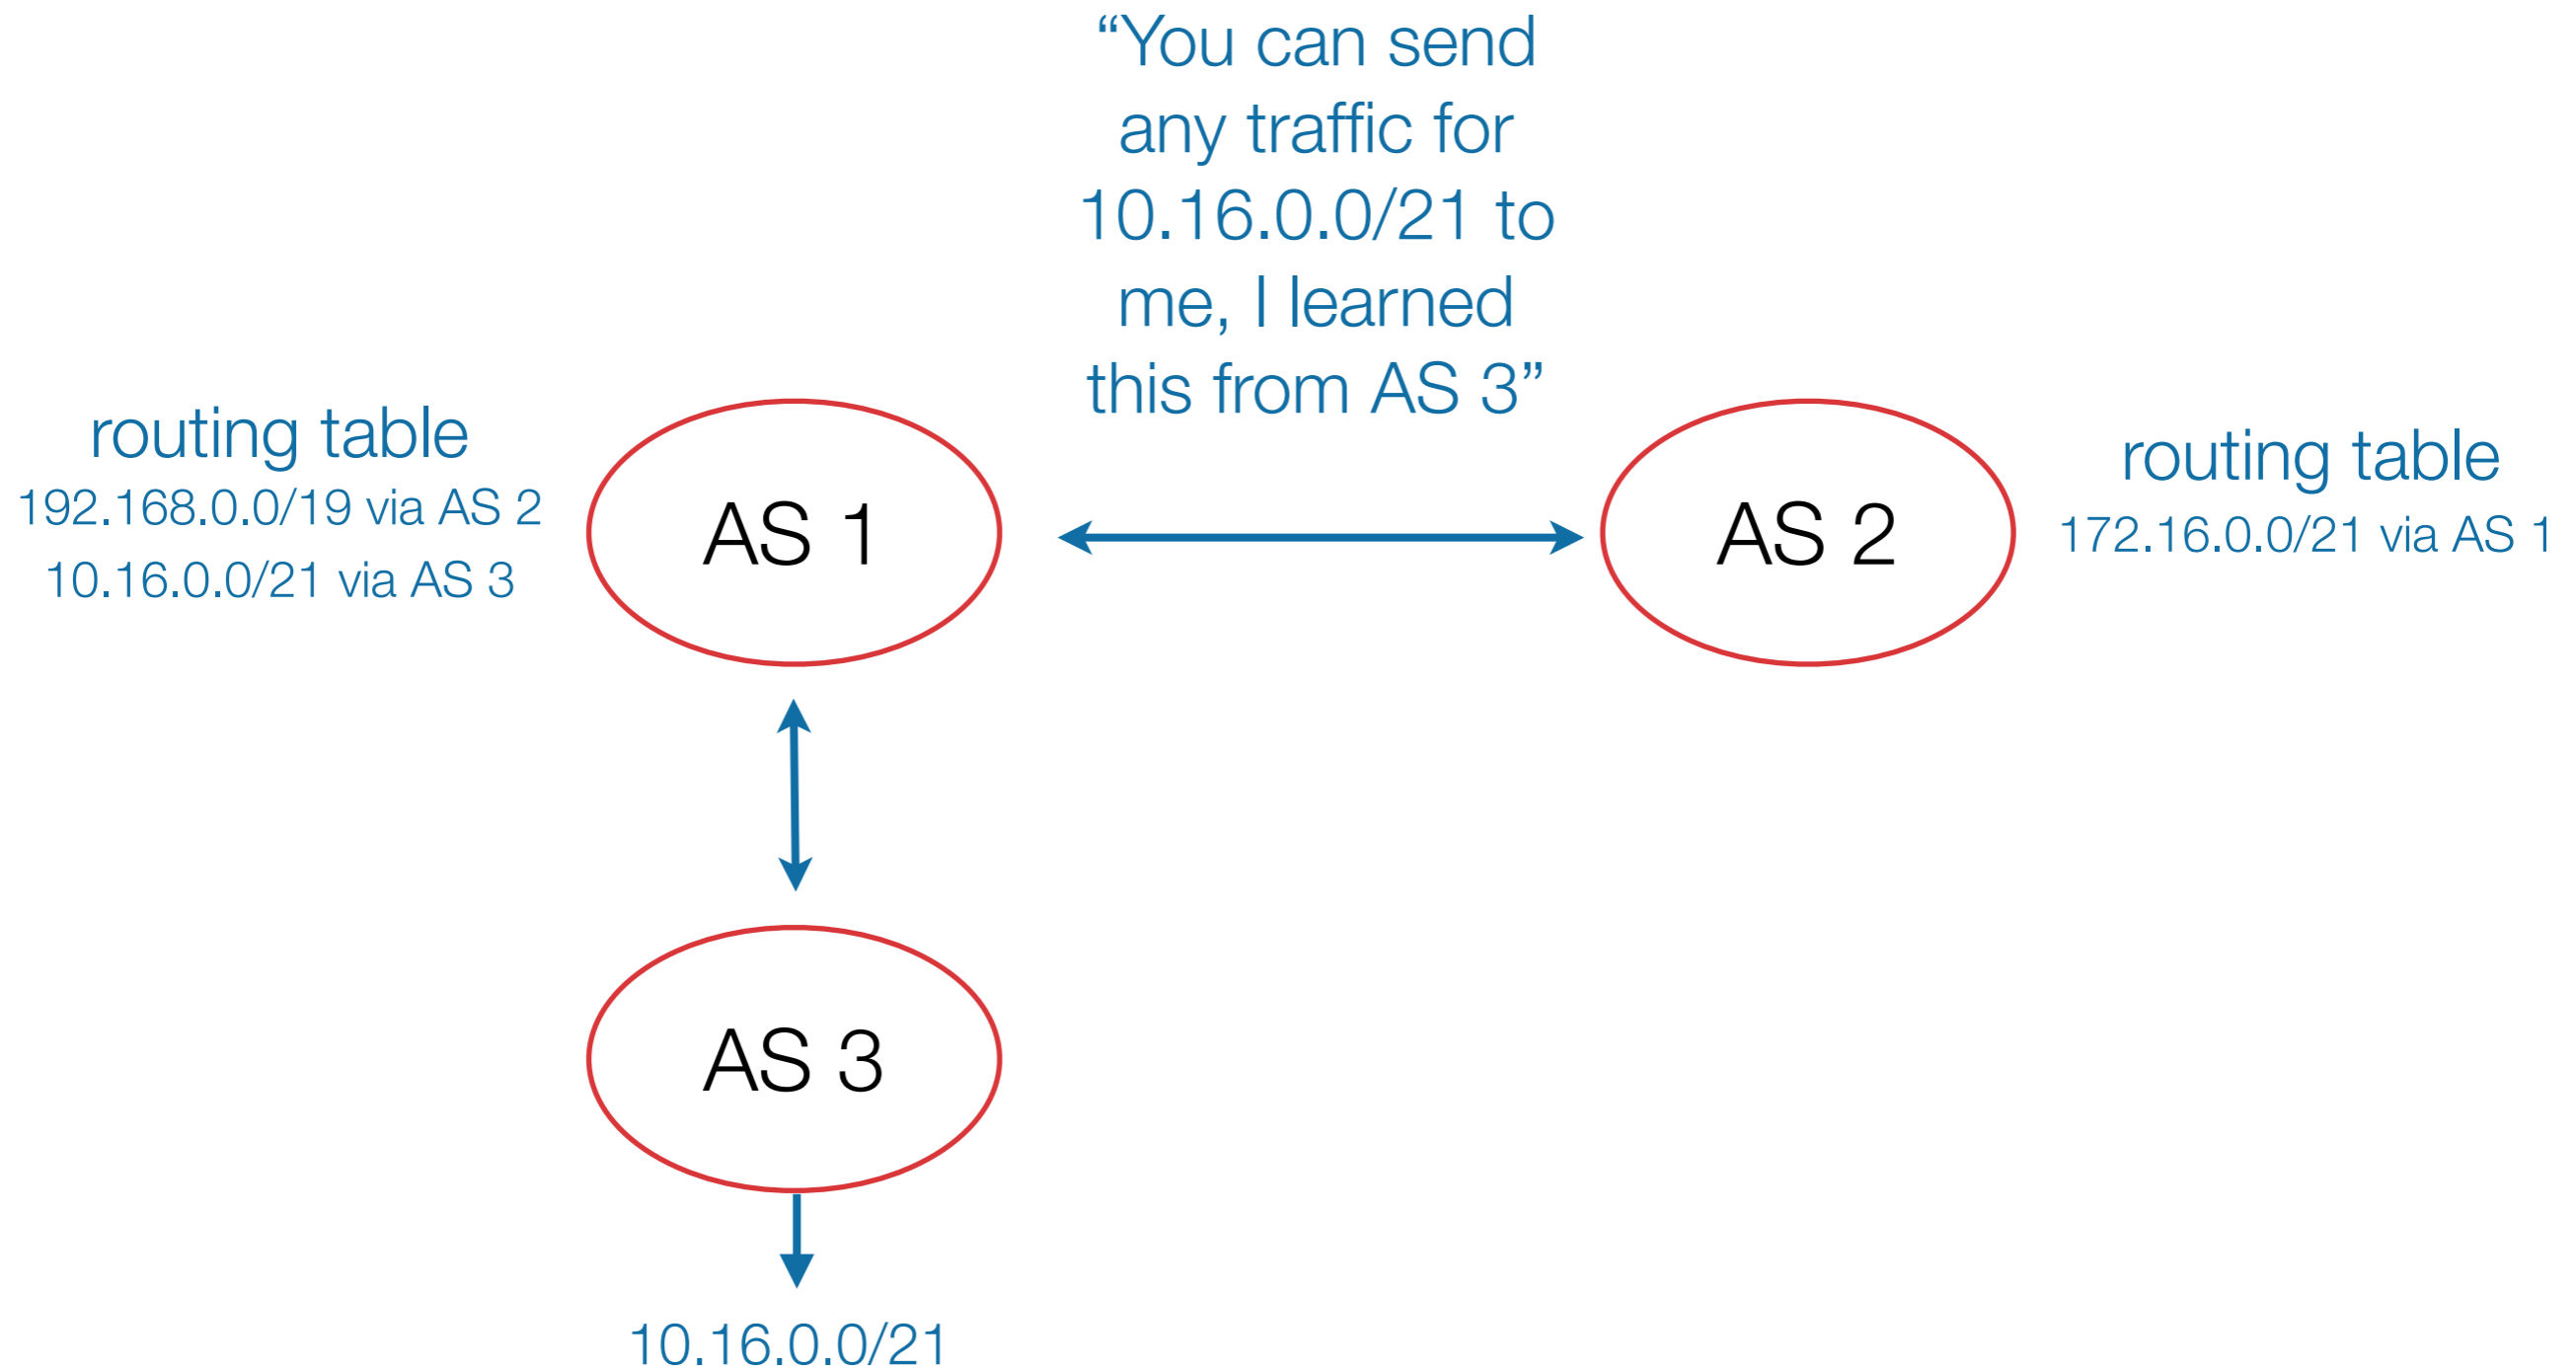 “You can send
any traffic for
10.16.0.0/21 to
me, I learned
this from AS 3”
routing table
192.168.0.0/19 via AS 2
10.16.0.0/21 via AS 3
AS 1
AS 2
routing table
172.16.0.0/21 via AS 1
AS 3
10.16.0.0/21